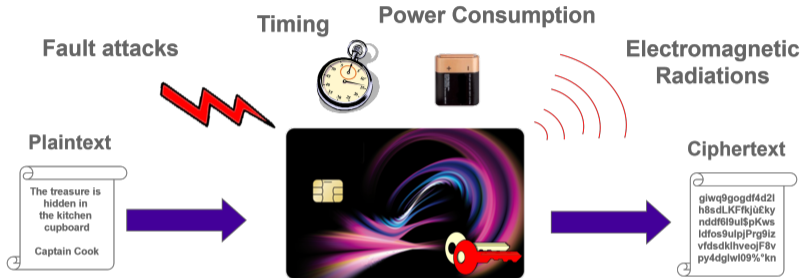 Power Consumption
Timing
Fault attacks
Electromagnetic
Radiations
Plaintext
The treasure is
hidden in
the kitchen
cupboard
Captain Cook
Ciphertext
giwq9gogdf4d2l
h8sdLKFfkjù£ky
nddf6l9ul$pKws
ldfos9ulpjPrg9iz
vfdsdklhveojF8v
py4dglwl09%°kn